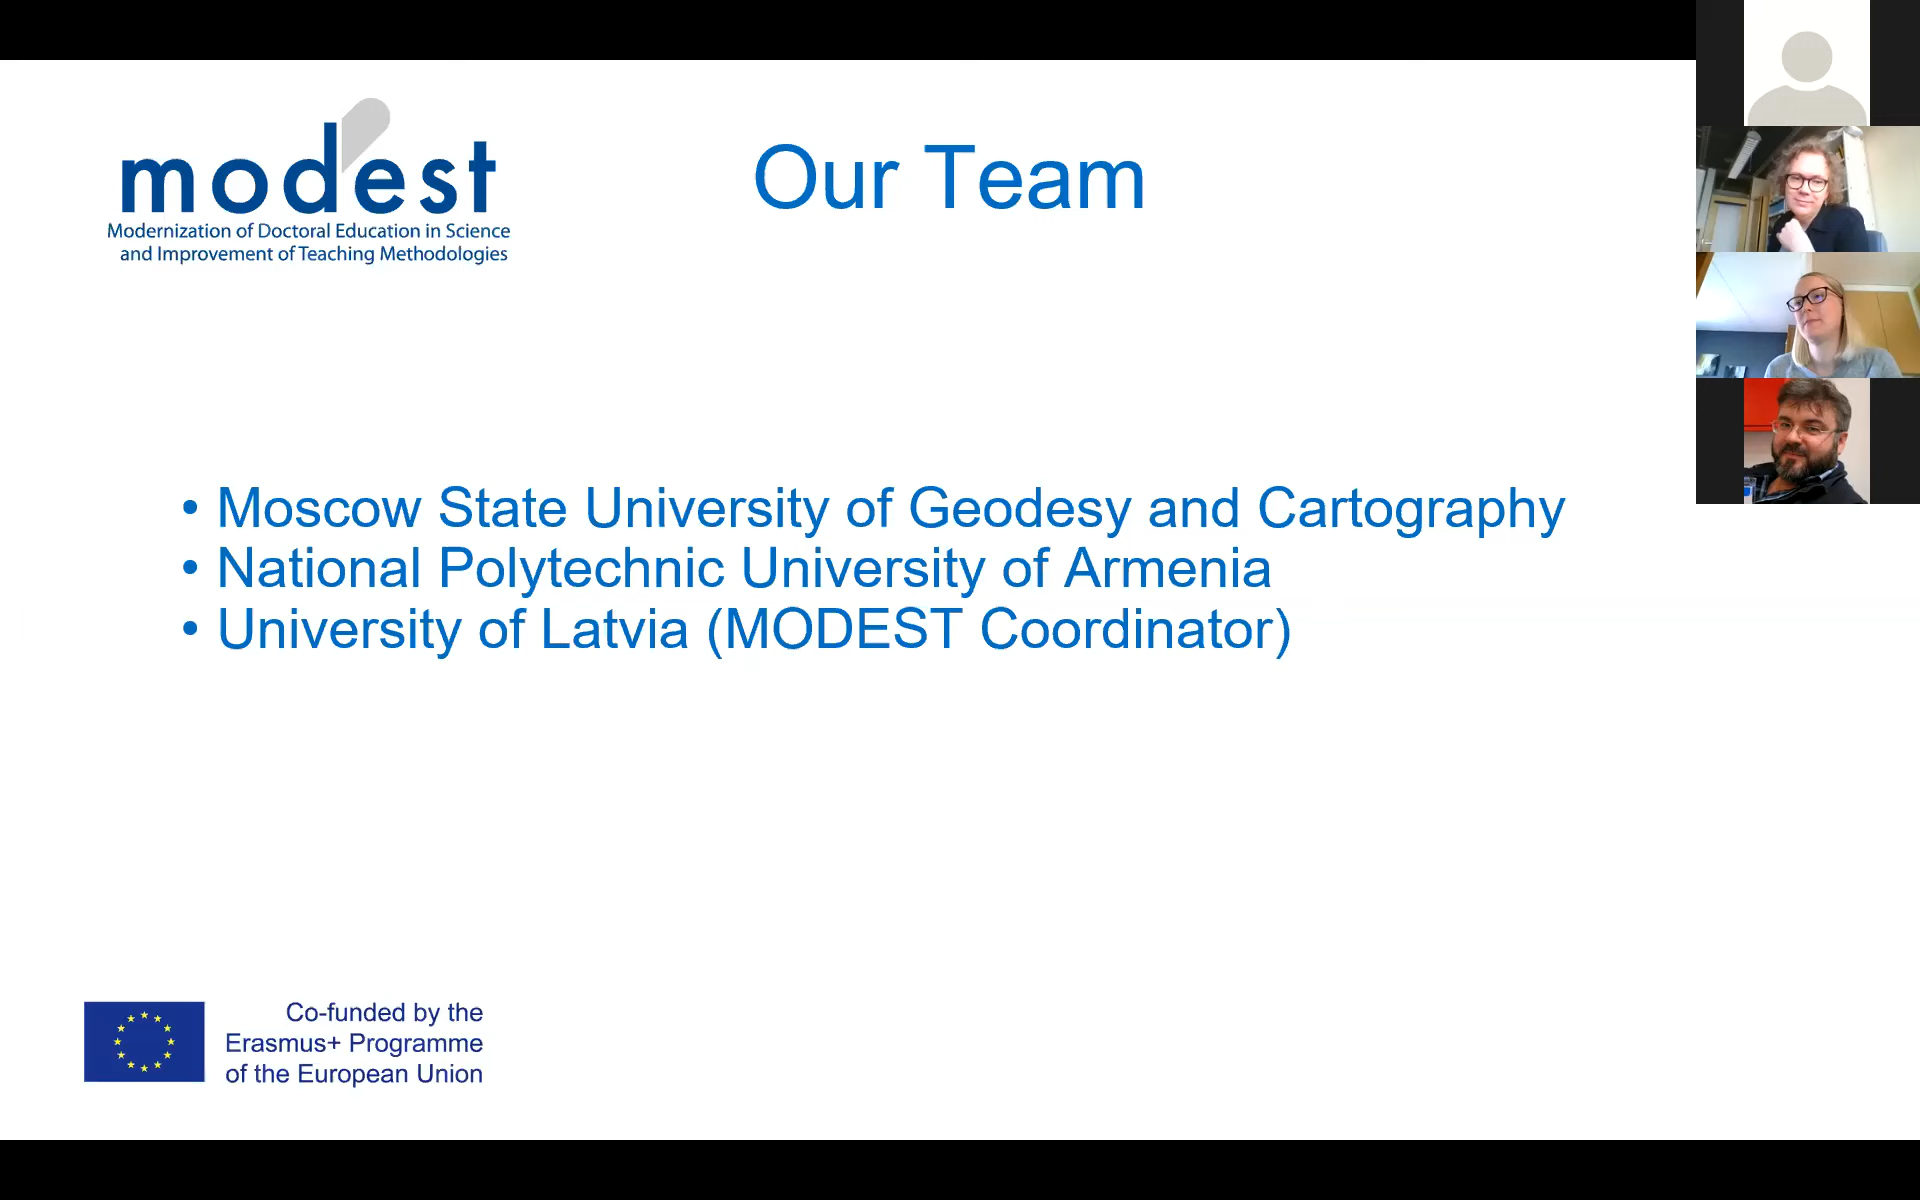 modest
Modernization of Doctoral Education in Science
and Improvement of Teaching Methodologies
Our Team
• Moscow State University of Geodesy and Cartography
• National Polytechnic University of Armenia
• University of Latvia (MODEST Coordinator)
Co-funded by the
Erasmus+ Programme
of the European Union